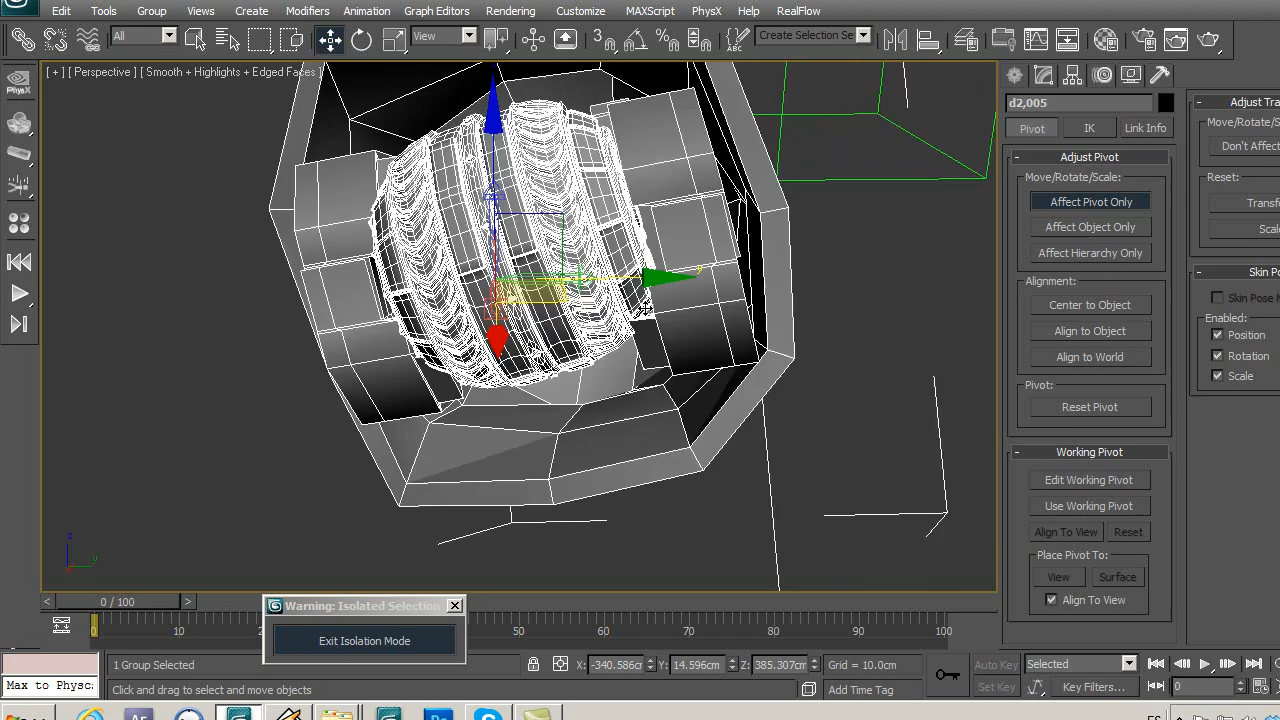 Edit Tools Group Views Create Modifiers Animation Graph Editors Rendering Customize MAXScript PhysX Help RealFlow
All View 3 Create Selection Se
[ + ] [ Perspective ] [ Smooth + Highlights + Edged Faces ]
PhysX
d2,005
Pivot IK Link Info
- Adjust Pivot
Move/Rotate/Scale:
Affect Pivot Only
Affect Object Only
Affect Hierarchy Only
Alignment:
Center to Object
Align to Object
Align to World
Pivot:
Reset Pivot
- Working Pivot
Edit Working Pivot
Use Working Pivot
Align To View Reset
Place Pivot To:
View Surface
Align To View
- Adjust Tra
Move/Rotate/
Don't Affect
Reset:
Transf
Scale
- Skin Po
Skin Pose M
Enabled:
Position
Rotation
Scale
y
z
y
x
< 0 / 100 >
Warning: Isolated Selection
Exit Isolation Mode
0 10 50 60 70 80 90 100
1 Group Selected X: -340.586cm Y: 14.596cm Z: 385.307cm Grid = 10.0cm Auto Key Selected
Max to Physc Click and drag to select and move objects Add Time Tag Set Key Key Filters... 0
ES